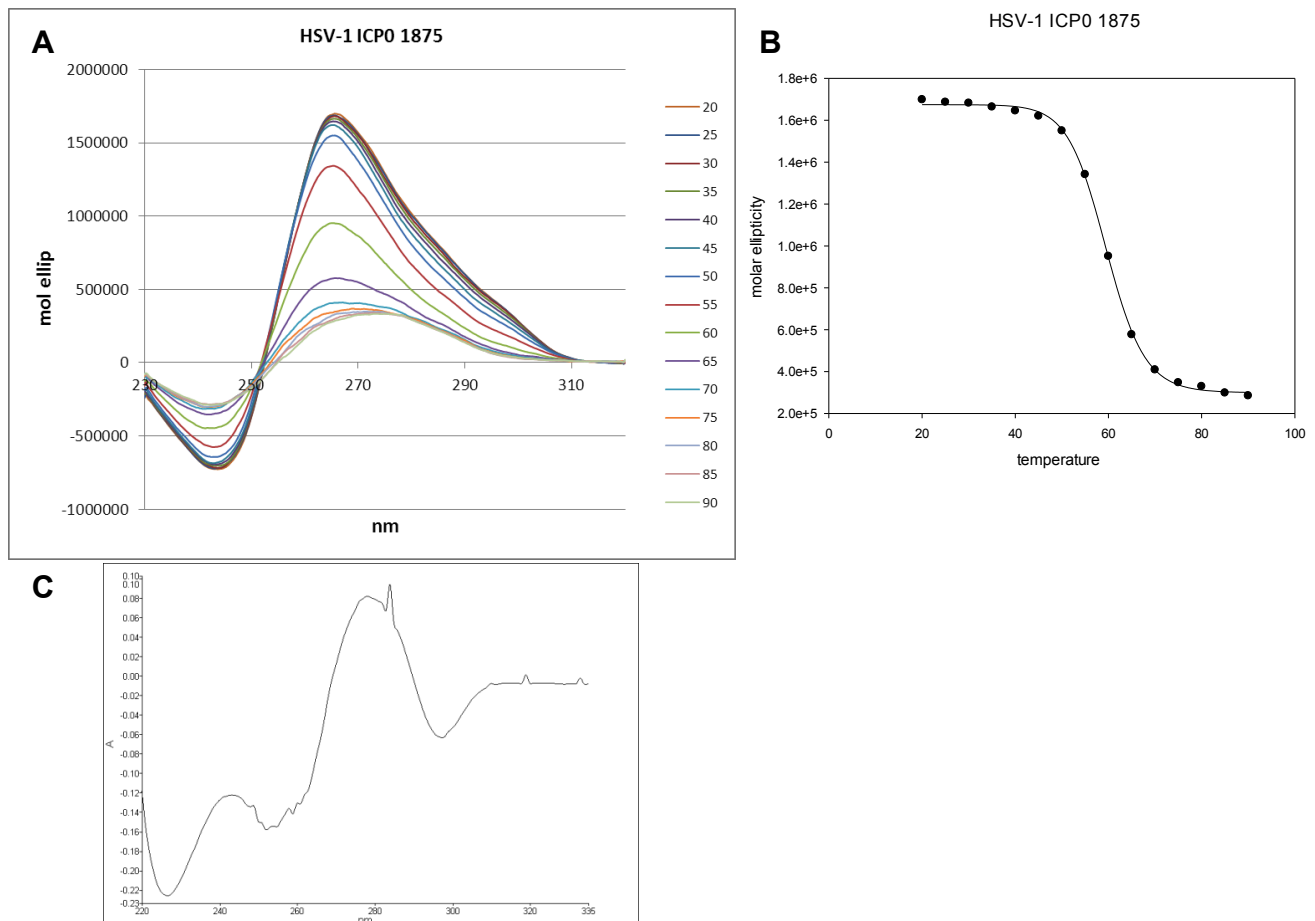 A
HSV-1 ICP0 1875
mol ellip
2000000
1500000
1000000
500000
0
-500000
-1000000
230
250
270
290
310
nm
20
25
30
35
40
45
50
55
60
65
70
75
80
85
90
B
HSV-1 ICP0 1875
molar ellipticity
1.8e+6
1.6e+6
1.4e+6
1.2e+6
1.0e+6
8.0e+5
6.0e+5
4.0e+5
2.0e+5
0
20
40
60
80
100
temperature
C
A
0.10
0.10
0.08
0.06
0.04
0.02
0.00
-0.02
-0.04
-0.06
-0.08
-0.10
-0.12
-0.14
-0.16
-0.18
-0.20
-0.23
220
230
240
260
280
300
320
335
nm